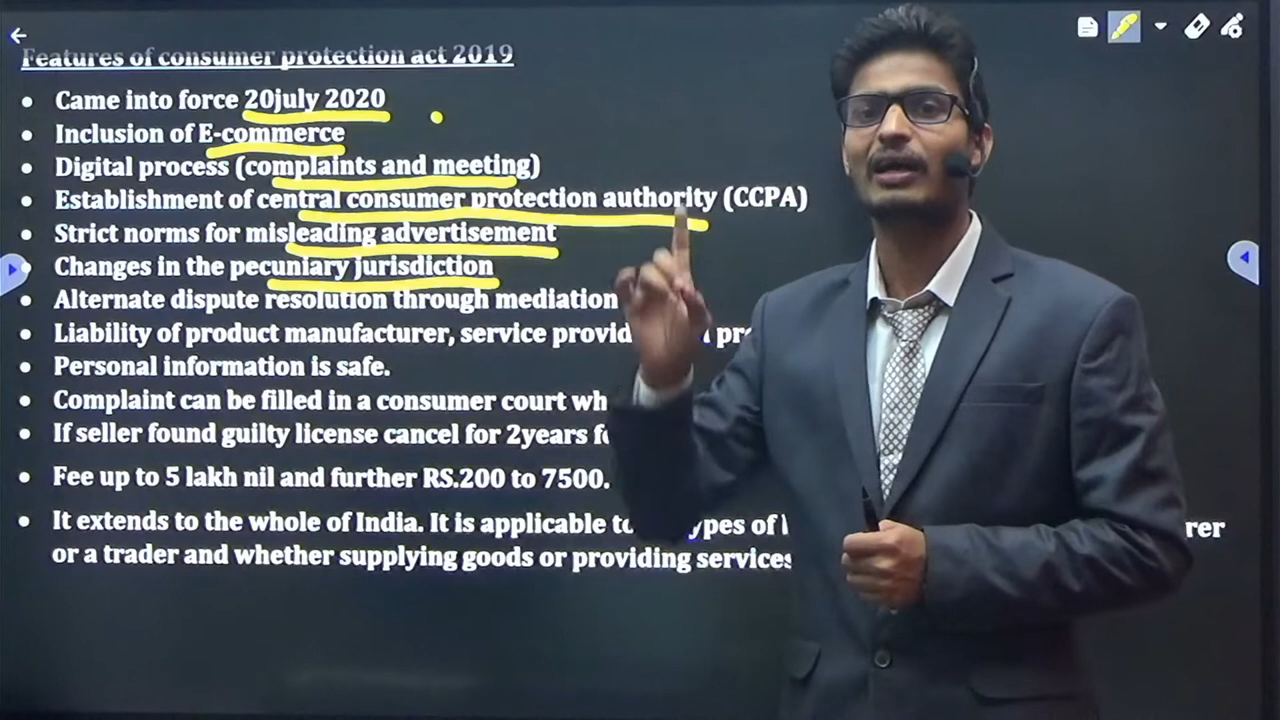 Features of consumer protection act 2019
• Came into force 20july 2020
• Inclusion of E-commerce
• Digital process (complaints and meeting)
• Establishment of central consumer protection authority (CCPA)
• Strict norms for misleading advertisement
• Changes in the pecuniary jurisdiction
• Alternate dispute resolution through mediation
• Liability of product manufacturer, service
• Personal information is safe.
• Complaint can be filled in a consumer court
• If seller found guilty license cancel for 2years
• Fee up to 5 lakh nil and further RS.200 to 7500.
• It extends to the whole of India. It is applicable of
or a trader and whether supplying goods or providing services